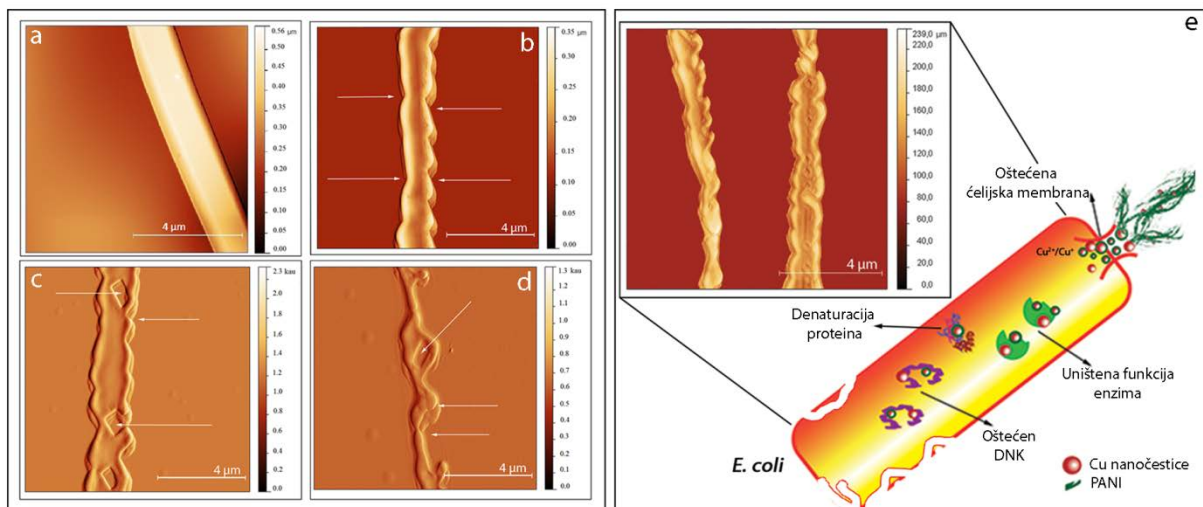 a
0.56 µm
0.50
0.45
0.40
0.35
0.30
0.25
0.20
0.15
0.10
0.05
0.00
4 µm
b
0.35 µm
0.30
0.25
0.20
0.15
0.10
0.05
0.00
4 µm
c
2.3 kau
2.0
1.8
1.6
1.4
1.2
1.0
0.8
0.6
0.4
0.2
0.0
4 µm
d
1.3 kau
1.2
1.1
1.0
0.9
0.8
0.7
0.6
0.5
0.4
0.3
0.2
0.1
0.0
4 µm
e
239,0 µm
220,0
200,0
180,0
160,0
140,0
120,0
100,0
80,0
60,0
40,0
20,0
0,0
4 µm
Oštećena
ćelijska membrana
Cu²⁺/Cu⁺
Denaturacija
proteina
Uništena funkcija
enzima
Oštećen
DNK
E. coli
Cu nanočestice
PANI